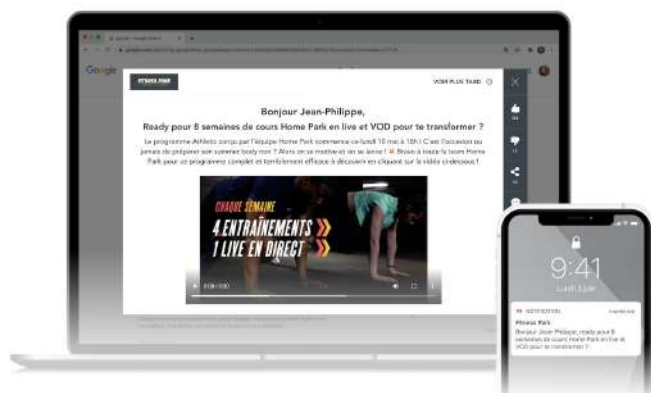 Google
FITNESS PARK
VOIR PLUS TARD
Bonjour Jean-Philippe,
Ready pour 8 semaines de cours Home Park en live et VOD pour te transformer ?
Le programme Athletic conçu par l'équipe Home Park commence ce lundi 10 mai à 18h ! C'est l'occasion ou
jamais de préparer son summer body non ? Alors on se motive et on se lance ! Bravo à toute la team Home
Park pour ce programme complet et terriblement efficace à découvrir en cliquant sur la vidéo ci-dessous !
CHAQUE SEMAINE
4 ENTRAÎNEMENTS
1 LIVE EN DIRECT
9:41
Lundi 3 juin
NOTIFICATION
Fitness Park
Bonjour Jean-Philippe, ready pour 8
semaines de cours Home Park en live et
VOD pour te transformer ?